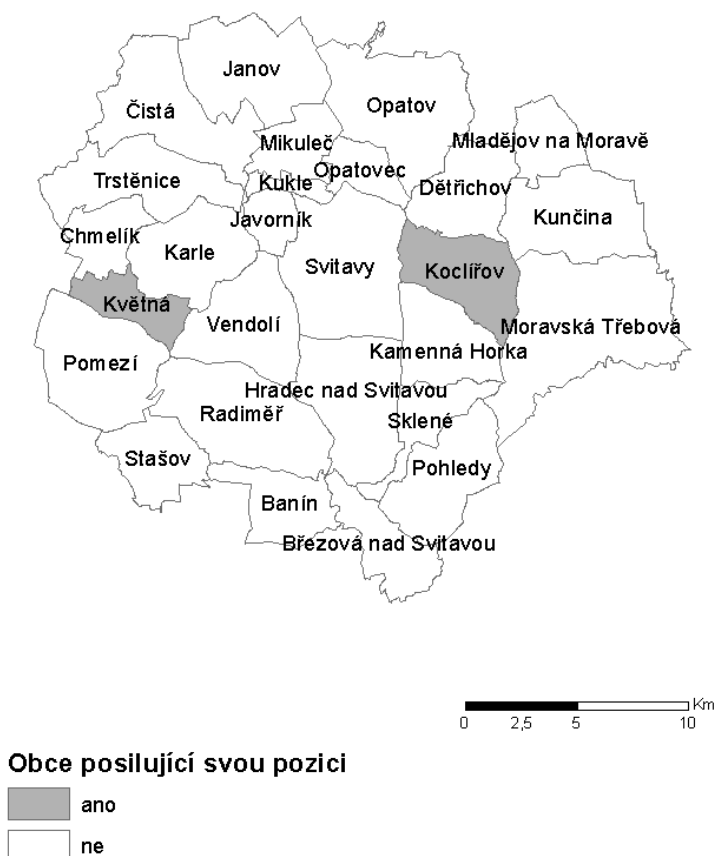 Janov
Čistá
Opatov
Mikuleč
Mladějov na Moravě
Opatovec
Trstěnice
Kukle
Dětřichov
Javorník
Kunčina
Chmelík
Karle
Svitavy
Koclířov
Květná
Vendolí
Moravská Třebová
Kamenná Horka
Pomezí
Hradec nad Svitavou
Radiměř
Sklené
Stašov
Pohledy
Banín
Březová nad Svitavou
Km
0 2,5 5 10
Obce posilující svou pozici
ano
ne